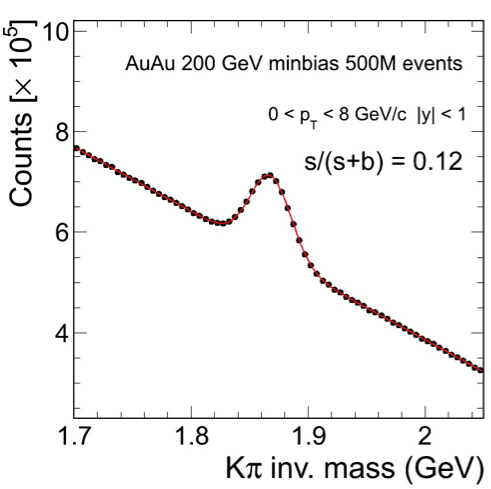 AuAu 200 GeV minbias 500M events
0 < p_T < 8 GeV/c |y| < 1
s/(s+b) = 0.12
Counts [× 10^5]
10
8
6
4
1.7 1.8 1.9 2
Kπ inv. mass (GeV)